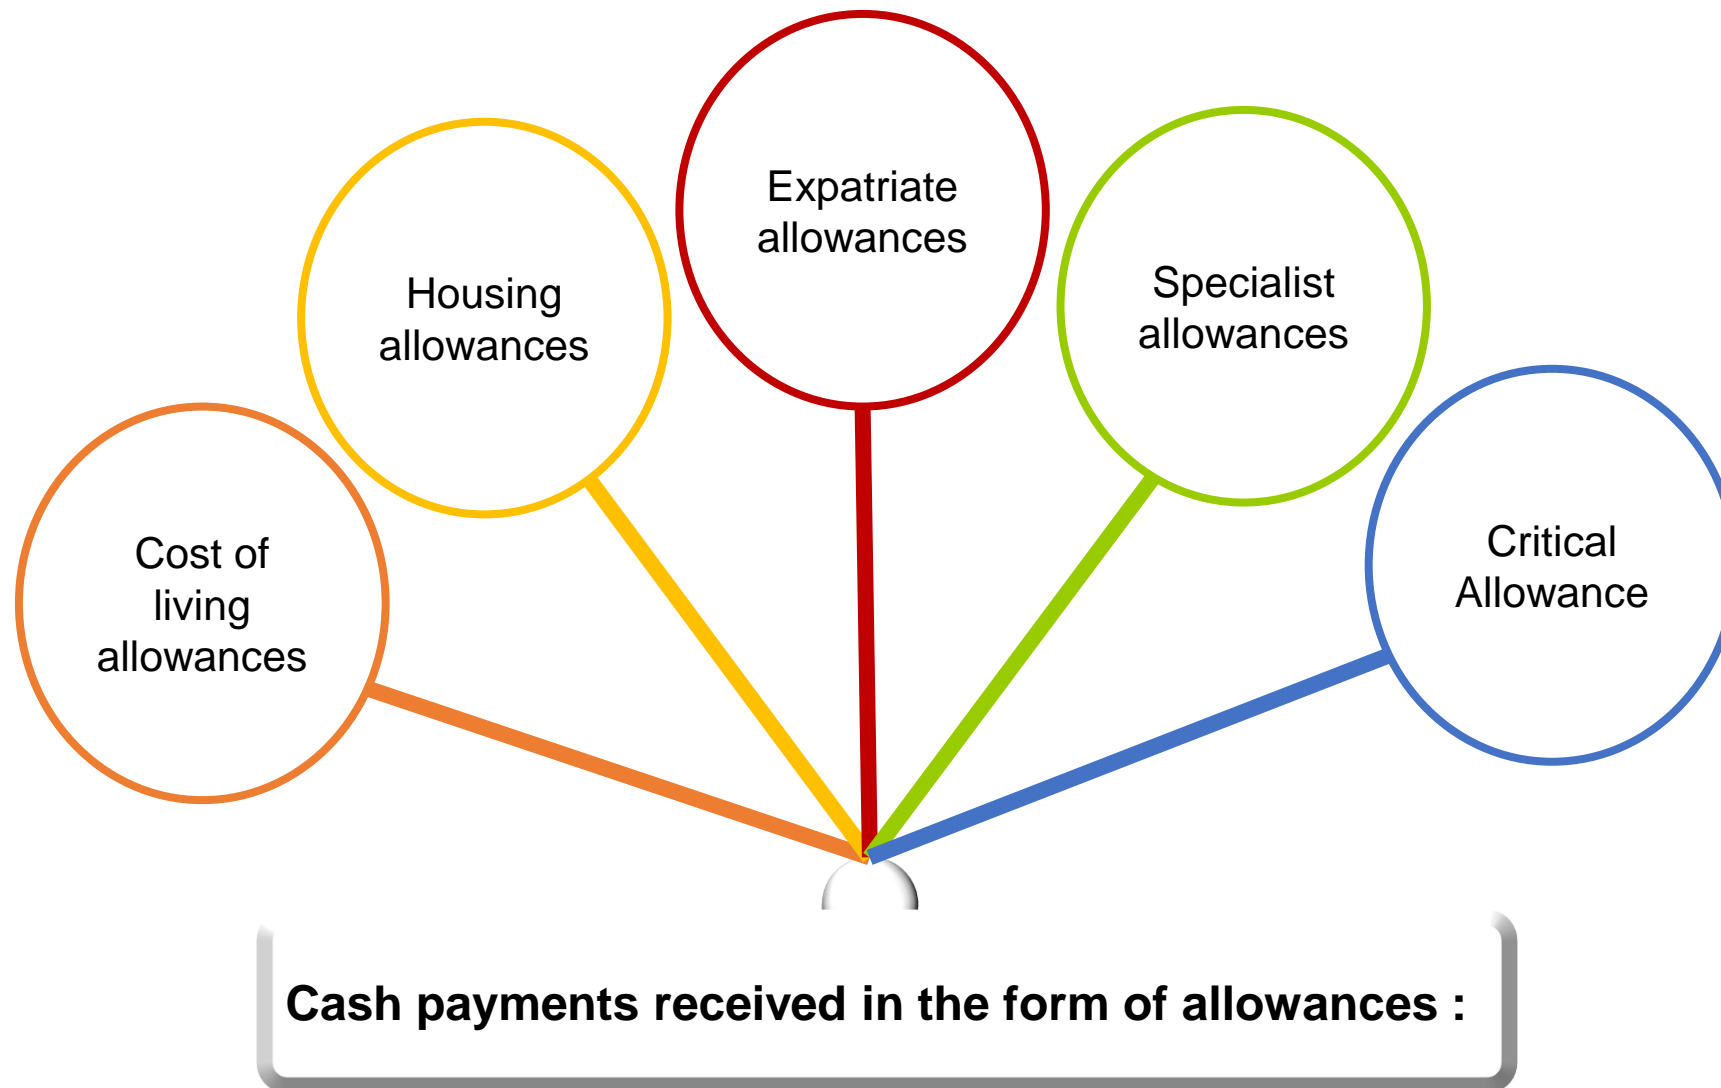 Cost of
living
allowances
Housing
allowances
Expatriate
allowances
Specialist
allowances
Critical
Allowance
Cash payments received in the form of allowances :